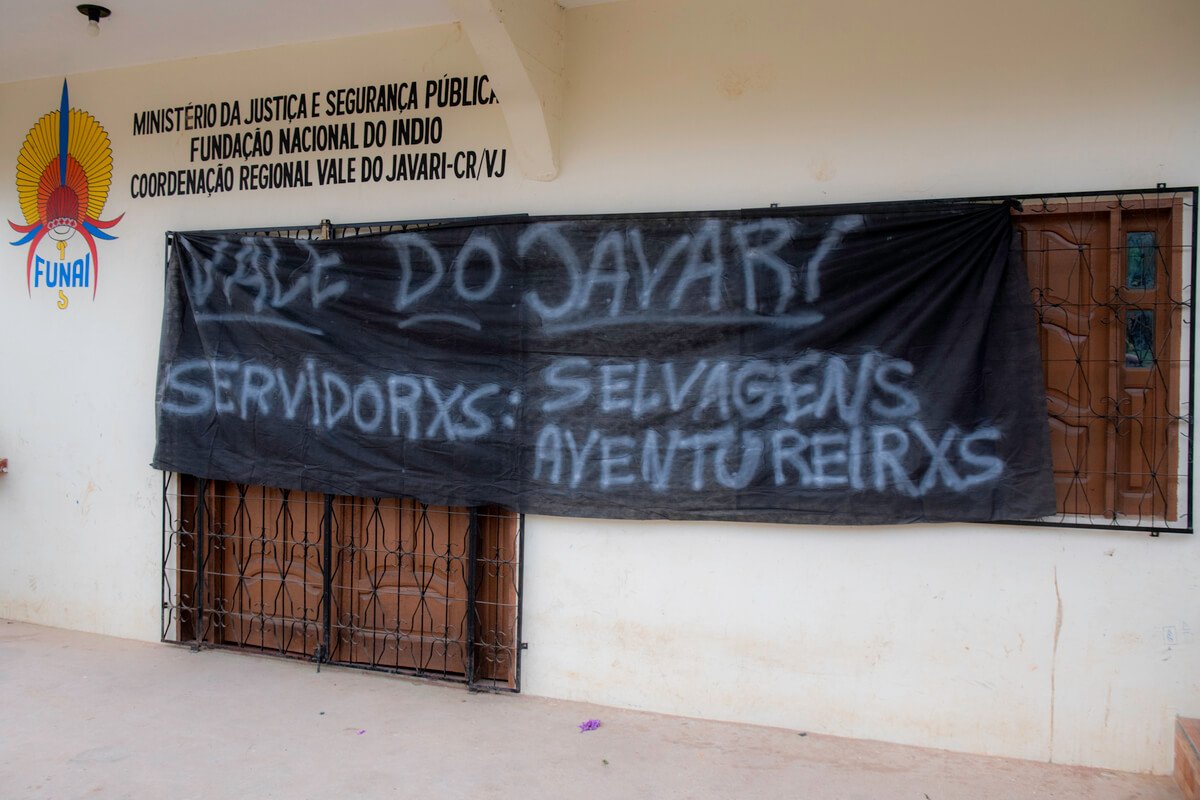 MINISTÉRIO DA JUSTIÇA E SEGURANÇA PÚBLICA
FUNDAÇÃO NACIONAL DO INDIO
COORDENAÇÃO REGIONAL VALE DO JAVARI-CR/VJ
FUNAI
VALE DO JAVARI
SERVIDORXS: SELVAGENS
AVENTUREIRXS